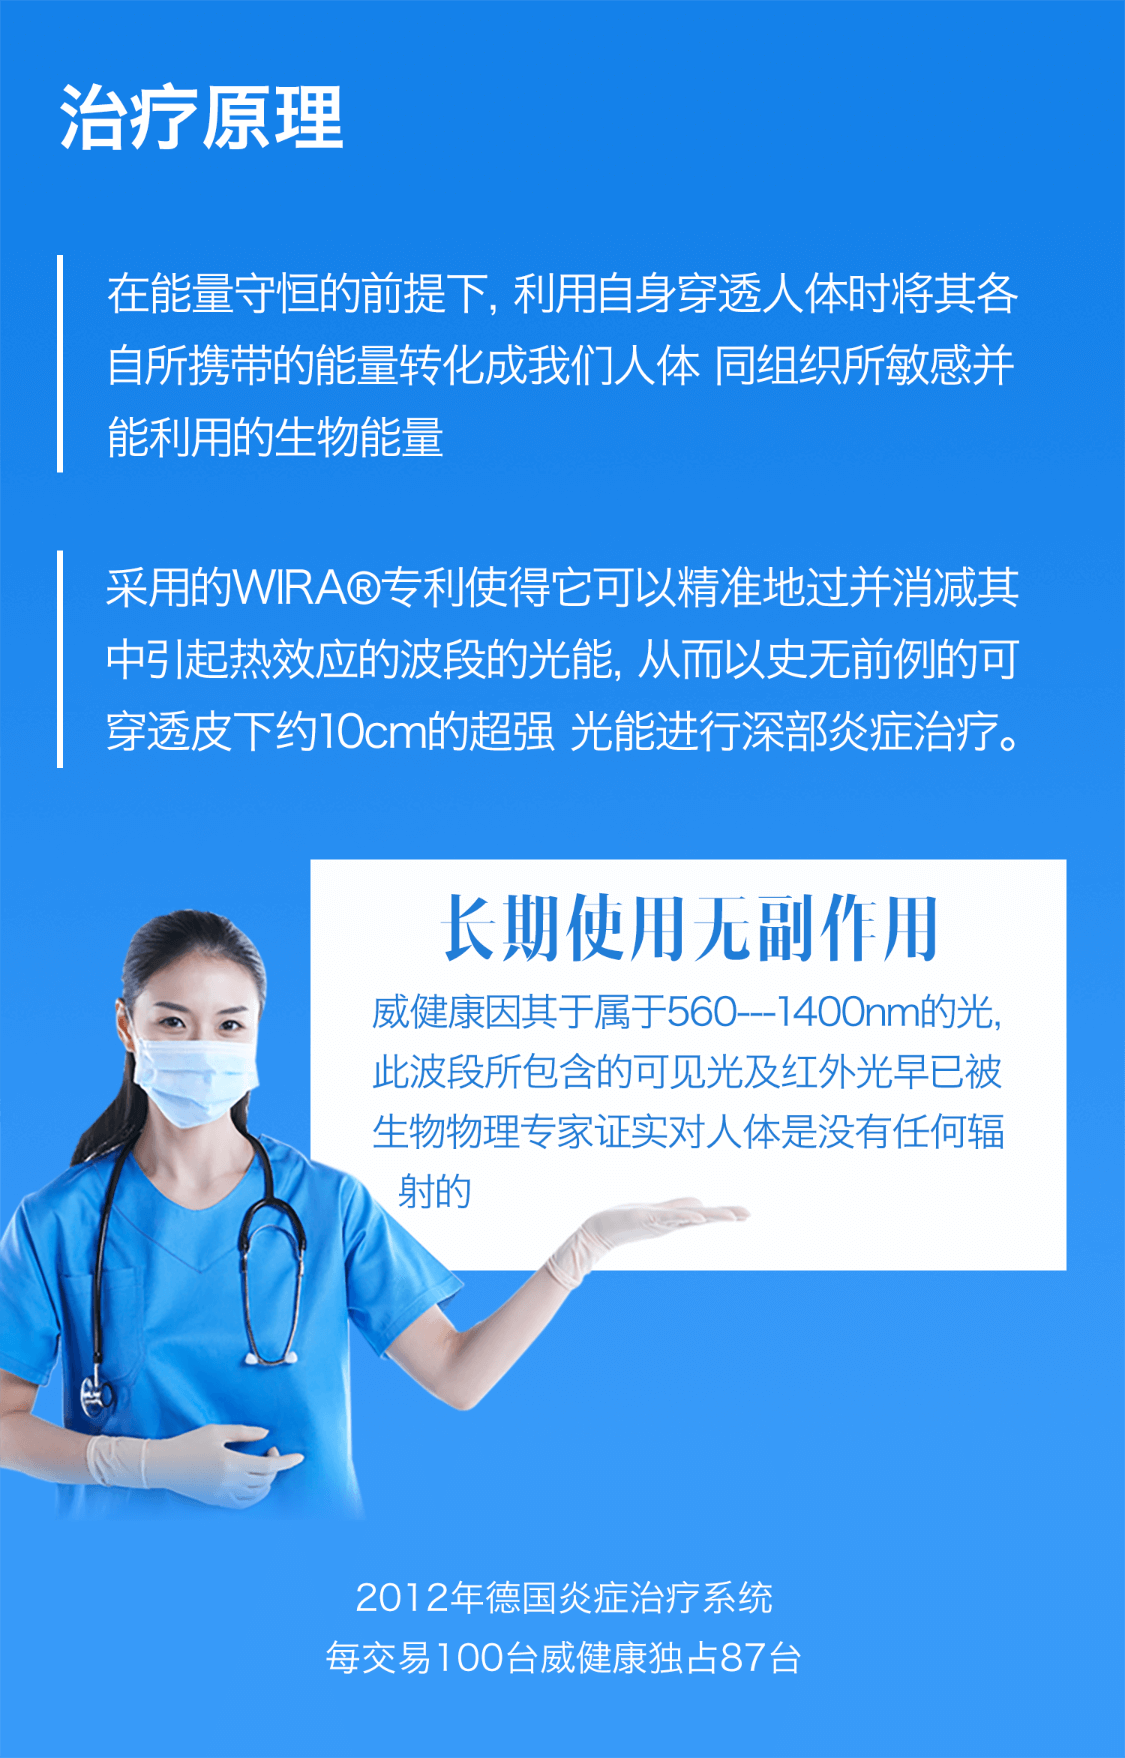 治疗原理
在能量守恒的前提下, 利用自身穿透人体时将其各
自所携带的能量转化成我们人体 同组织所敏感并
能利用的生物能量
采用的WIRA®专利使得它可以精准地过并消减其
中引起热效应的波段的光能, 从而以史无前例的可
穿透皮下约10cm的超强 光能进行深部炎症治疗。
长期使用无副作用
威健康因其于属于560---1400nm的光,
此波段所包含的可见光及红外光早已被
生物物理专家证实对人体是没有任何辐
射的
2012年德国炎症治疗系统
每交易100台威健康独占87台